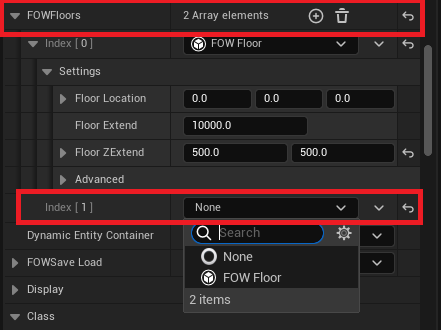 FOWFloors 2 Array elements
Index [ 0 ] FOW Floor
Settings
Floor Location 0.0 0.0 0.0
Floor Extend 10000.0
Floor ZExtend 500.0 500.0
Advanced
Index [ 1 ] None
Search
Dynamic Entity Container
None
FOWSave Load
FOW Floor
Display
2 items
Class